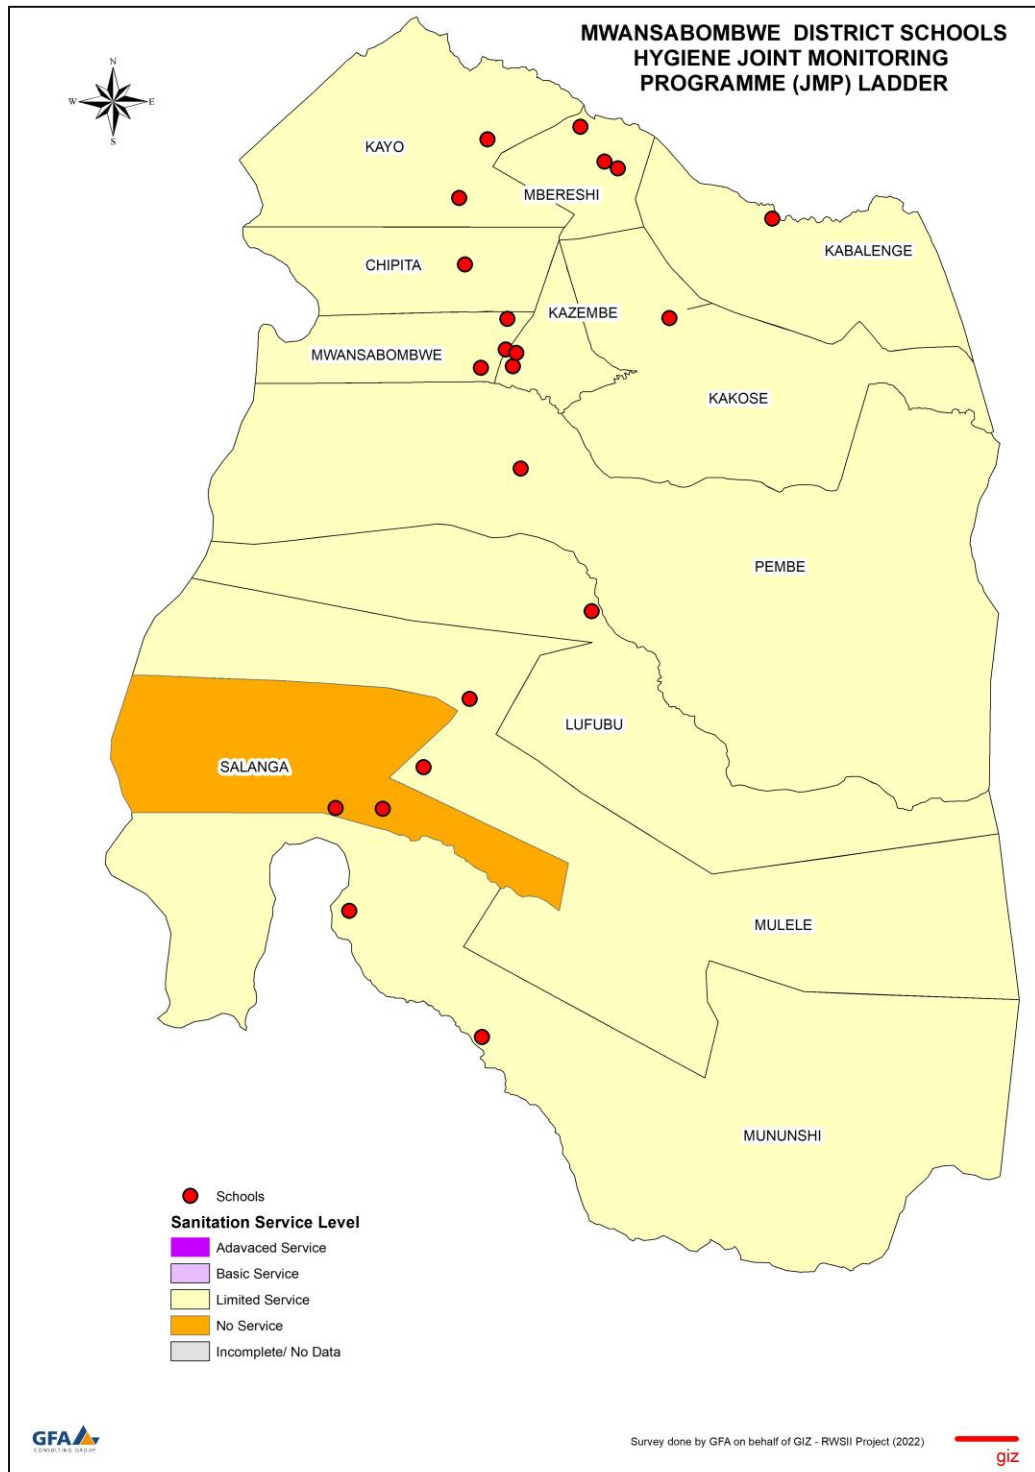 MWANSABOMBWE DISTRICT SCHOOLS
HYGIENE JOINT MONITORING
PROGRAMME (JMP) LADDER
N
W
E
S
KAYO
MBERESHI
KABALENGE
CHIPITA
KAZEMBE
MWANSABOMBWE
KAKOSE
PEMBE
LUFUBU
SALANGA
MULELE
MUNUNSHI
Schools
Sanitation Service Level
Adavaced Service
Basic Service
Limited Service
No Service
Incomplete/ No Data
GFA
CONSULTING GROUP
Survey done by GFA on behalf of GIZ - RWSII Project (2022)
giz